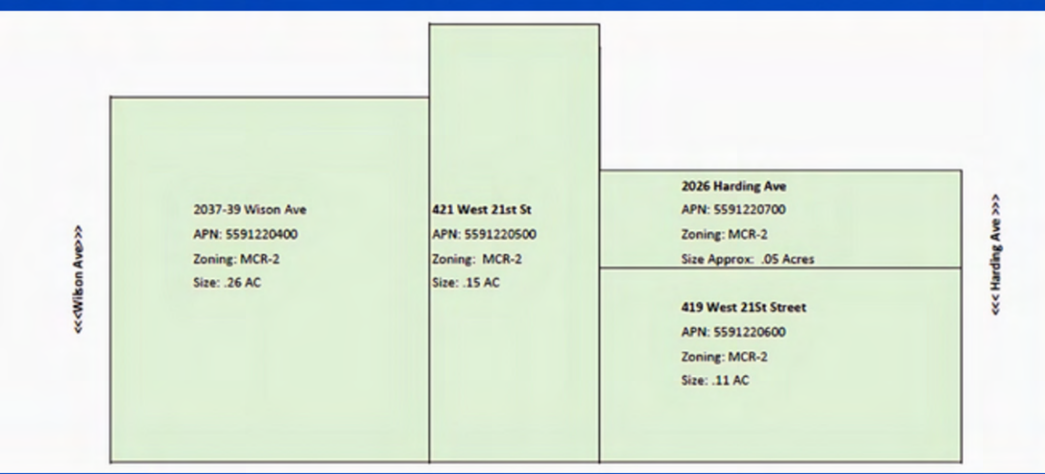 <<<Wilson Ave>>>
2037-39 Wison Ave
APN: 5591220400
Zoning: MCR-2
Size: .26 AC
421 West 21st St
APN: 5591220500
Zoning: MCR-2
Size: .15 AC
2026 Harding Ave
APN: 5591220700
Zoning: MCR-2
Size Approx: .05 Acres
419 West 21St Street
APN: 5591220600
Zoning: MCR-2
Size: .11 AC
<<< Harding Ave >>>